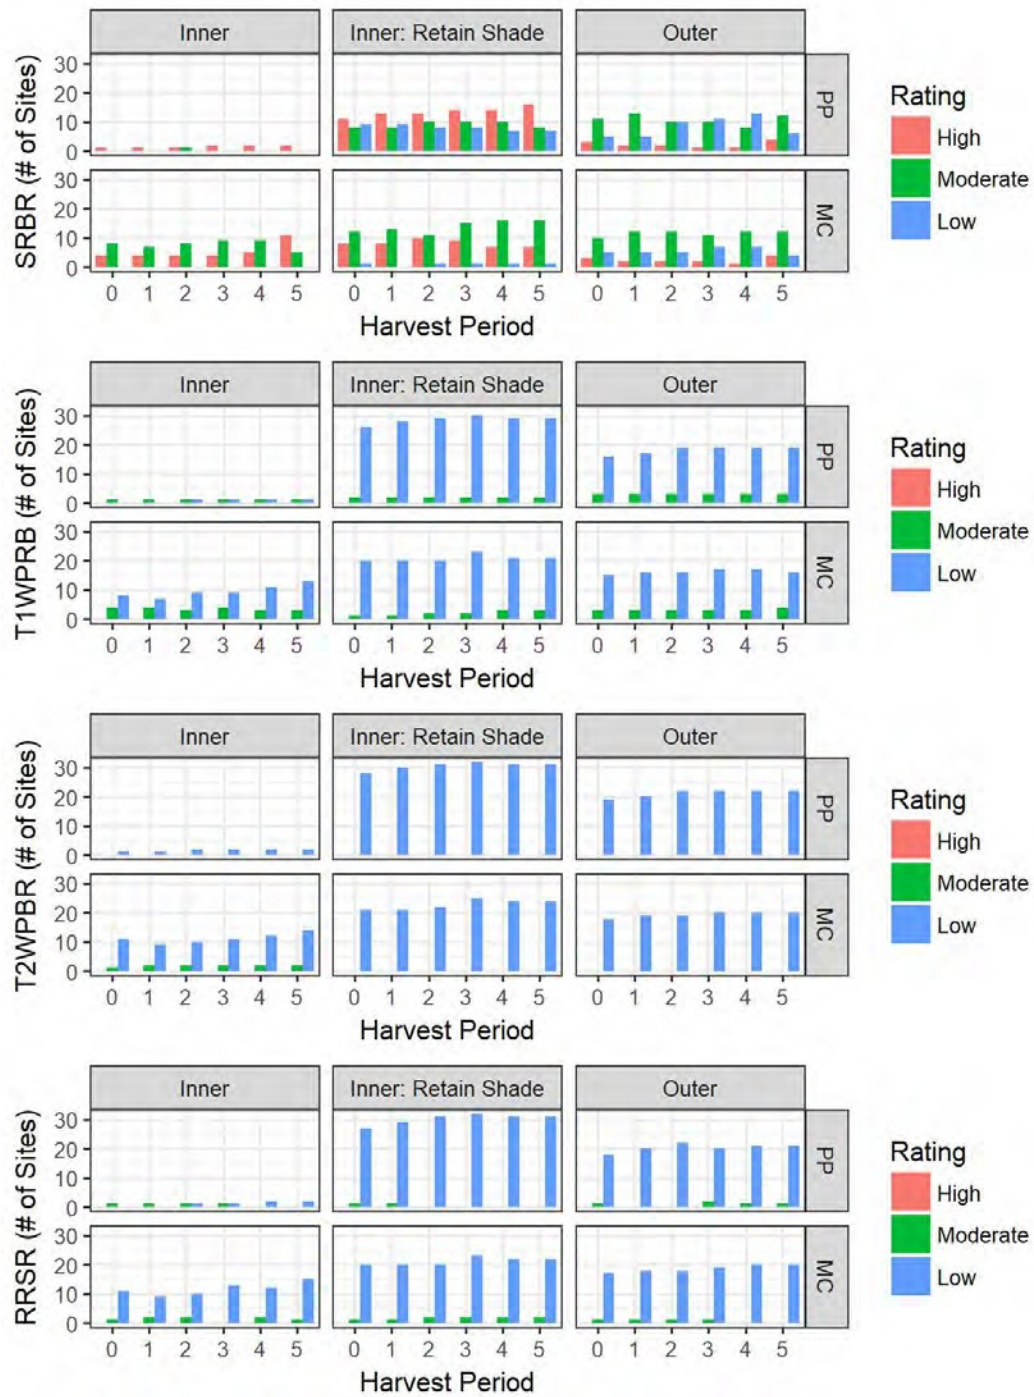 Inner
Inner: Retain Shade
Outer
SRBR (# of Sites)
30
20
10
0
PP
30
20
10
0
MC
0 1 2 3 4 5
0 1 2 3 4 5
0 1 2 3 4 5
Harvest Period
Rating
High
Moderate
Low
Inner
Inner: Retain Shade
Outer
T1WPRB (# of Sites)
30
20
10
0
PP
30
20
10
0
MC
0 1 2 3 4 5
0 1 2 3 4 5
0 1 2 3 4 5
Harvest Period
Rating
High
Moderate
Low
Inner
Inner: Retain Shade
Outer
T2WPBR (# of Sites)
30
20
10
0
PP
30
20
10
0
MC
0 1 2 3 4 5
0 1 2 3 4 5
0 1 2 3 4 5
Harvest Period
Rating
High
Moderate
Low
Inner
Inner: Retain Shade
Outer
RRSR (# of Sites)
30
20
10
0
PP
30
20
10
0
MC
0 1 2 3 4 5
0 1 2 3 4 5
0 1 2 3 4 5
Harvest Period
Rating
High
Moderate
Low